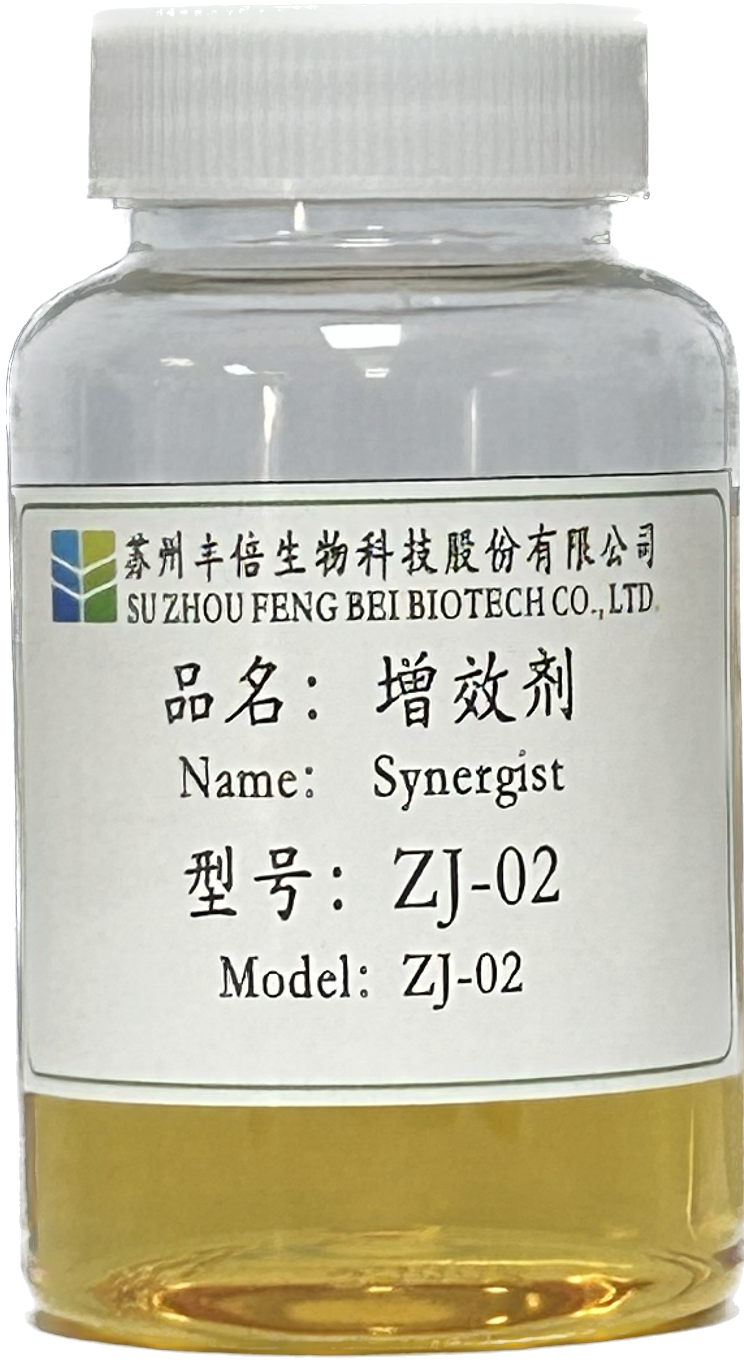 苏州丰倍生物科技股份有限公司
SU ZHOU FENG BEI BIOTECH CO., LTD.
品名：增效剂
Name: Synergist
型号：ZJ-02
Model: ZJ-02